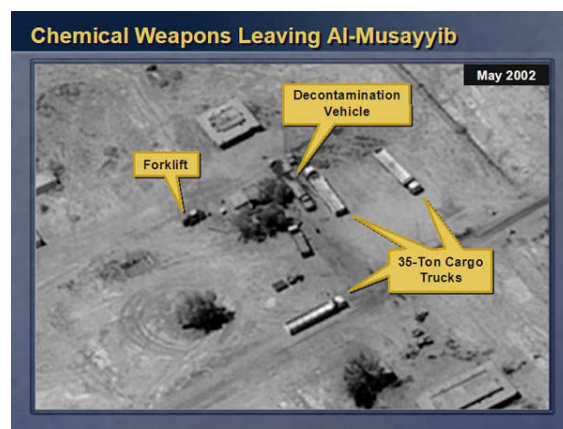 Chemical Weapons Leaving Al-Musayyib
May 2002
Decontamination
Vehicle
Forklift
35-Ton Cargo
Trucks